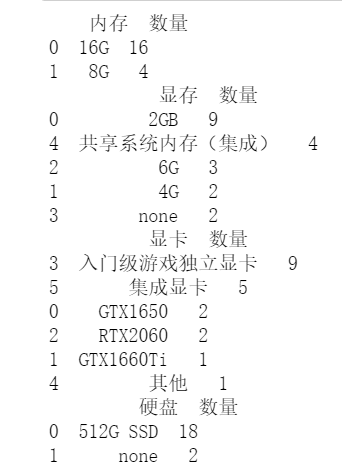 内存 数量
0 16G 16
1 8G 4
显存 数量
0 2GB 9
4 共享系统内存（集成） 4
2 6G 3
1 4G 2
3 none 2
显卡 数量
3 入门级游戏独立显卡 9
5 集成显卡 5
0 GTX1650 2
2 RTX2060 2
1 GTX1660Ti 1
4 其他 1
硬盘 数量
0 512G SSD 18
1 none 2